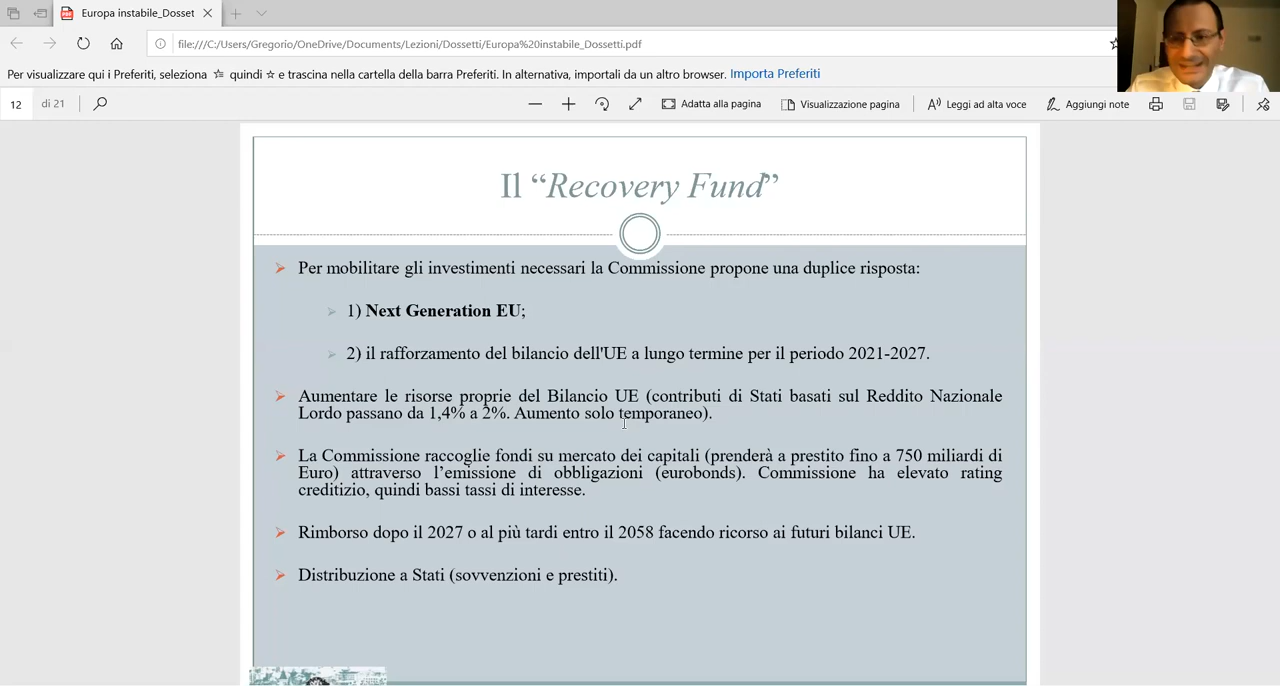 Europa instabile_Dosset
file:///C:/Users/Gregorio/OneDrive/Documents/Lezioni/Dossetti/Europa%20instabile_Dossetti.pdf
Per visualizzare qui i Preferiti, seleziona quindi e trascina nella cartella della barra Preferiti. In alternativa, importali da un altro browser. Importa Preferiti
12 di 21 Adatta alla pagina Visualizzazione pagina Leggi ad alta voce Aggiungi note
Il “Recovery Fund”
Per mobilitare gli investimenti necessari la Commissione propone una duplice risposta:
1) Next Generation EU;
2) il rafforzamento del bilancio dell'UE a lungo termine per il periodo 2021-2027.
Aumentare le risorse proprie del Bilancio UE (contributi di Stati basati sul Reddito Nazionale
Lordo passano da 1,4% a 2%. Aumento solo temporaneo).
La Commissione raccoglie fondi su mercato dei capitali (prenderà a prestito fino a 750 miliardi di
Euro) attraverso l’emissione di obbligazioni (eurobonds). Commissione ha elevato rating
creditizio, quindi bassi tassi di interesse.
Rimborso dopo il 2027 o al più tardi entro il 2058 facendo ricorso ai futuri bilanci UE.
Distribuzione a Stati (sovvenzioni e prestiti).